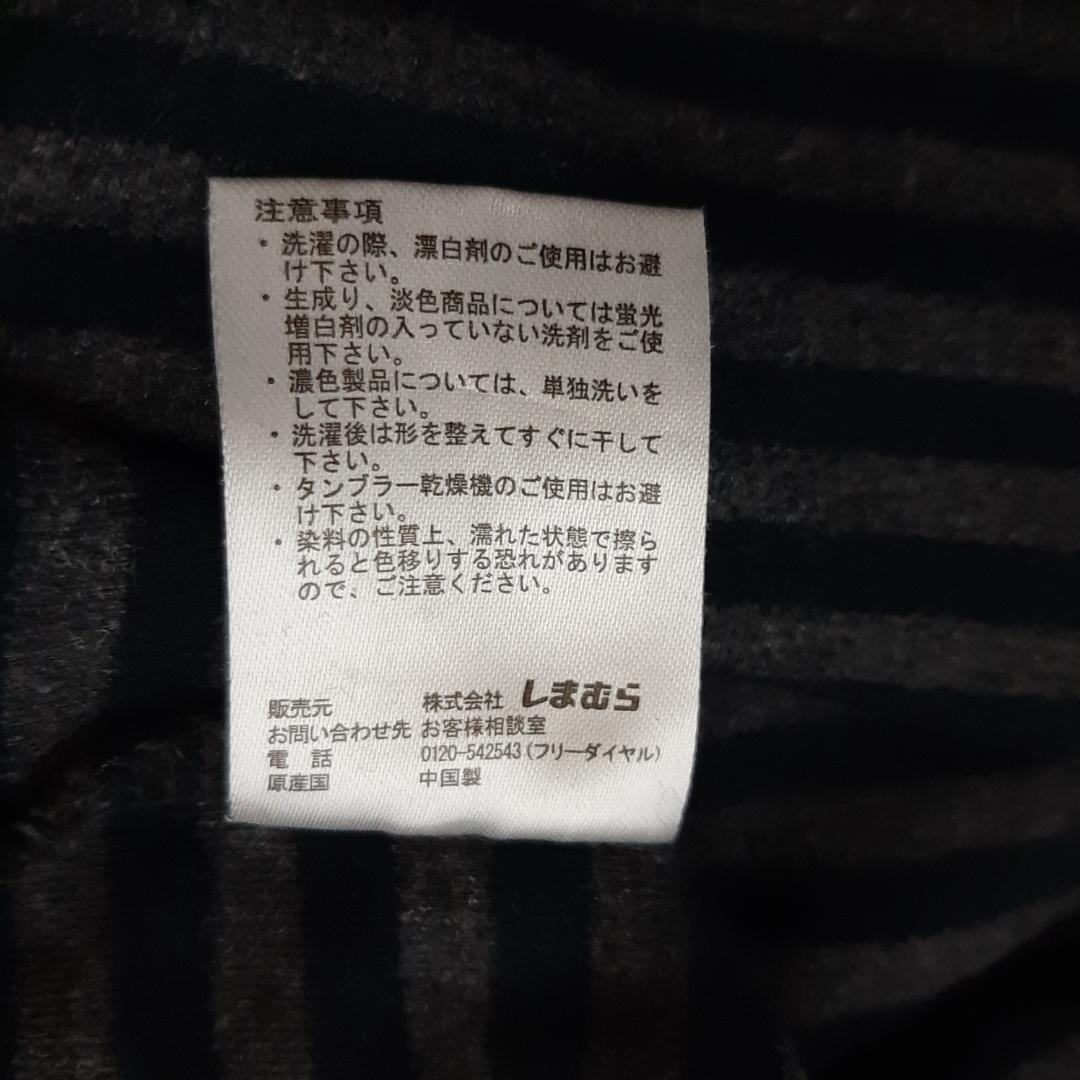 注意事項
・洗濯の際、漂白剤のご使用はお避
け下さい。
・生成り、淡色商品については蛍光
増白剤の入っていない洗剤をご使
用下さい。
・濃色製品については、単独洗いを
して下さい。
・洗濯後は形を整えてすぐに干して
下さい。
・タンブラー乾燥機のご使用はお避
け下さい。
・染料の性質上、濡れた状態で擦ら
れると色移りする恐れがあります
ので、ご注意ください。
販売元 株式会社 しまむら
お問い合わせ先 お客様相談室
電 話 0120-542543(フリーダイヤル)
原産国 中国製